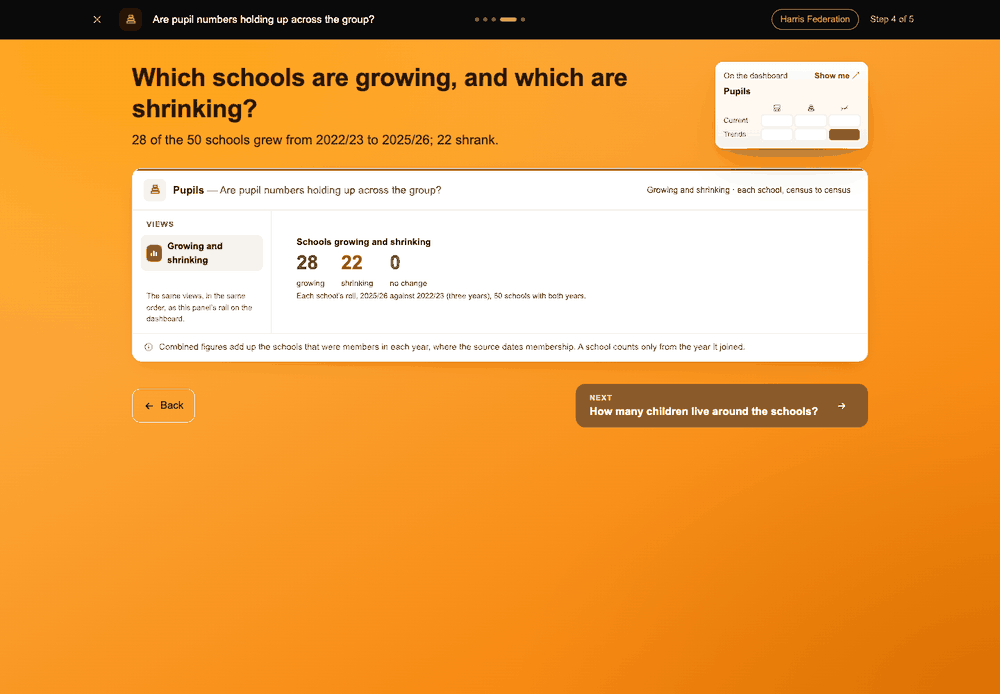 Are pupil numbers holding up across the group?
Harris Federation
Step 4 of 5
Which schools are growing, and which are
shrinking?
28 of the 50 schools grew from 2022/23 to 2025/26; 22 shrank.
On the dashboard
Show me
Pupils
Current
Trends
Pupils — Are pupil numbers holding up across the group?
Growing and shrinking · each school, census to census
VIEWS
Growing and
shrinking
The same views, in the same
order, as this panel's rail on the
dashboard.
Schools growing and shrinking
28 22 0
growing shrinking no change
Each school's roll, 2025/26 against 2022/23 (three years), 50 schools with both years.
Combined figures add up the schools that were members in each year, where the source dates membership. A school counts only from the year it joined.
← Back
NEXT
How many children live around the schools? →